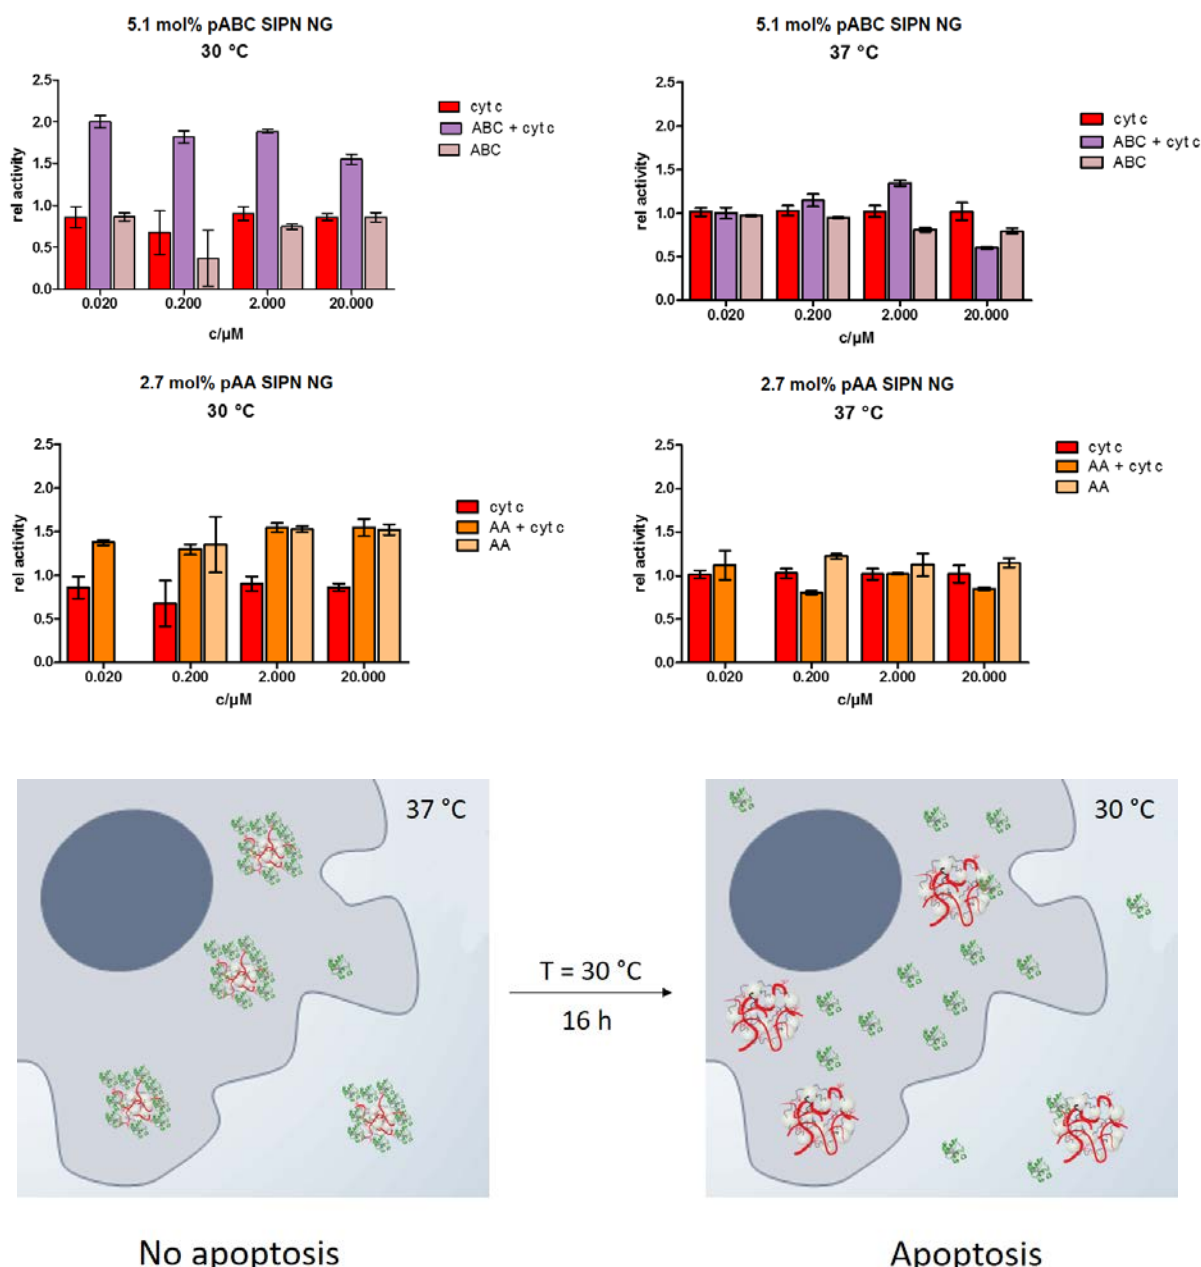 5.1 mol% pABC SIPN NG
30 °C
2.5
2.0
1.5
1.0
0.5
0.0
rel activity
0.020 0.200 2.000 20.000
c/µM
cyt c
ABC + cyt c
ABC
5.1 mol% pABC SIPN NG
37 °C
2.5
2.0
1.5
1.0
0.5
0.0
rel activity
0.020 0.200 2.000 20.000
c/µM
cyt c
ABC + cyt c
ABC
2.7 mol% pAA SIPN NG
30 °C
2.5
2.0
1.5
1.0
0.5
0.0
rel activity
0.020 0.200 2.000 20.000
c/µM
cyt c
AA + cyt c
AA
2.7 mol% pAA SIPN NG
37 °C
2.5
2.0
1.5
1.0
0.5
0.0
rel activity
0.020 0.200 2.000 20.000
c/µM
cyt c
AA + cyt c
AA
37 °C
T = 30 °C
16 h
30 °C
No apoptosis
Apoptosis